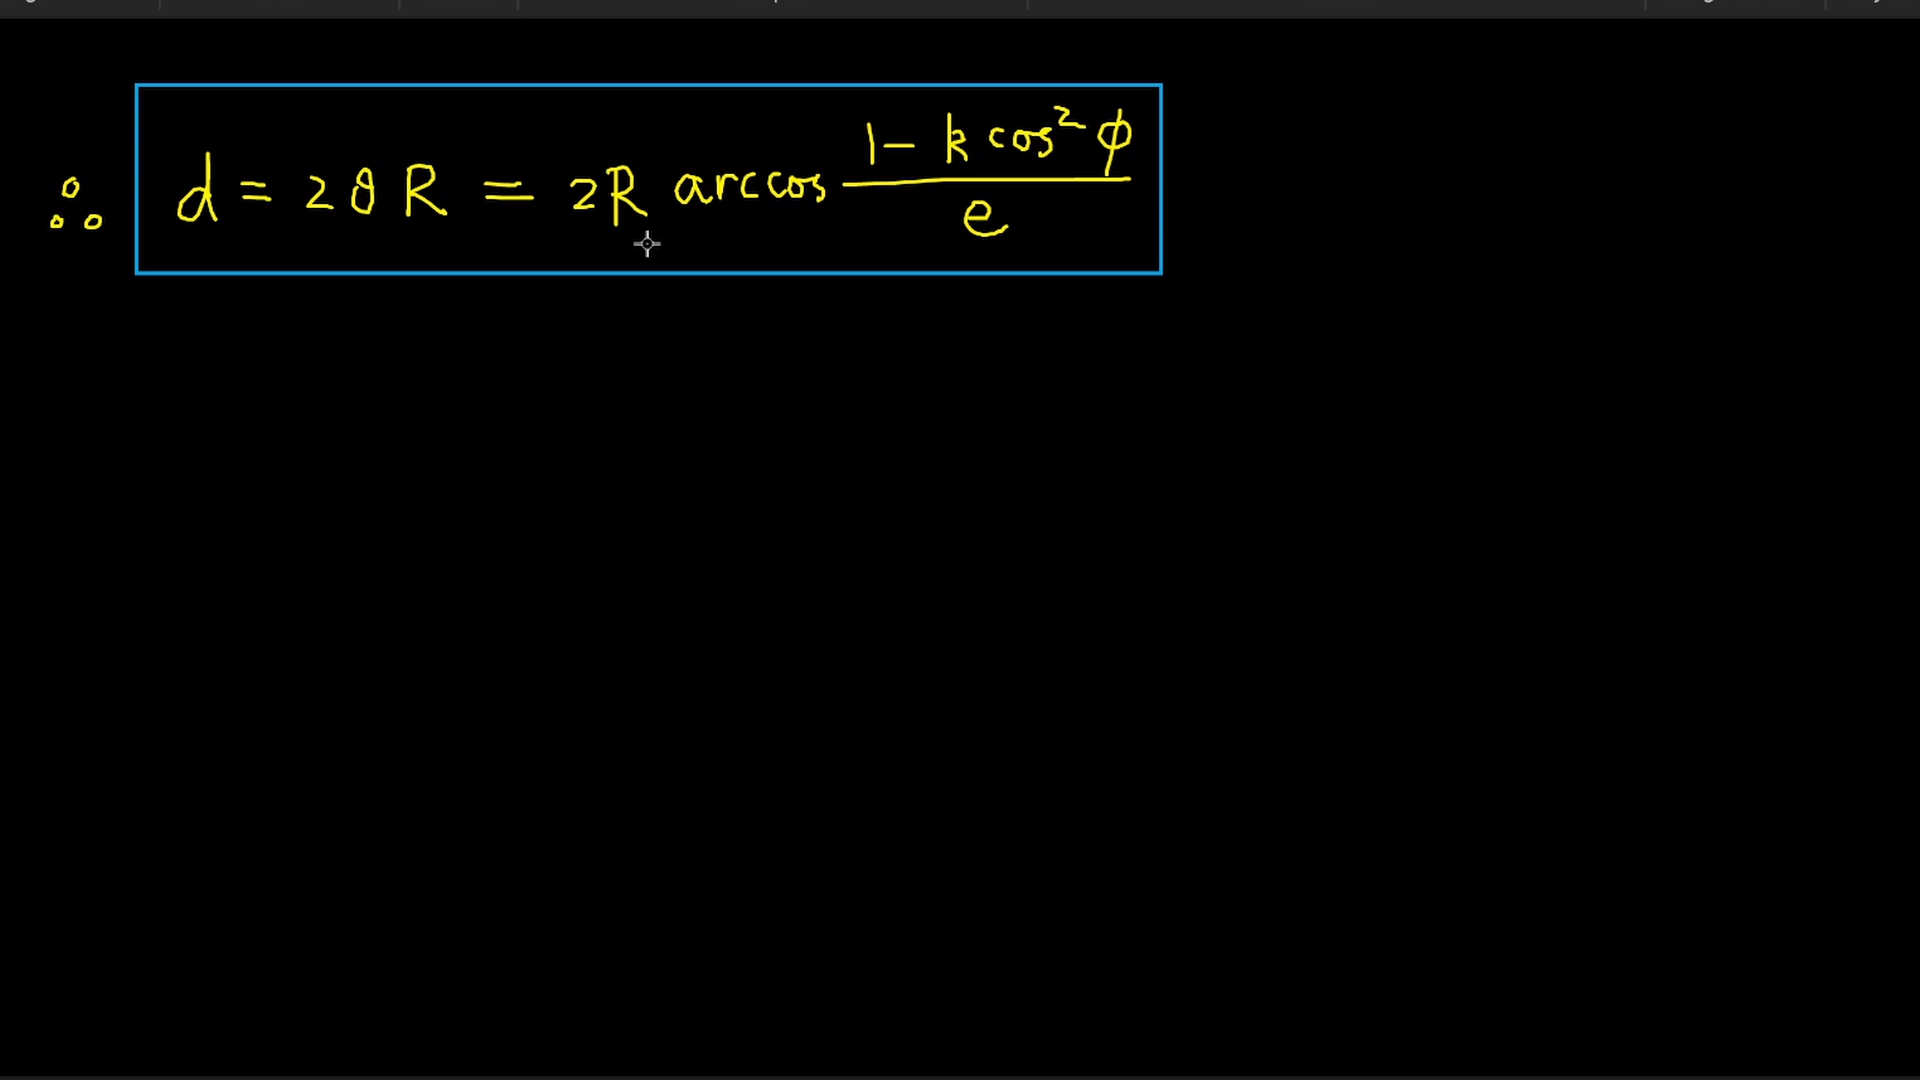 ∴ d = 2θR = 2R arccos (1 - k cos²φ)/e